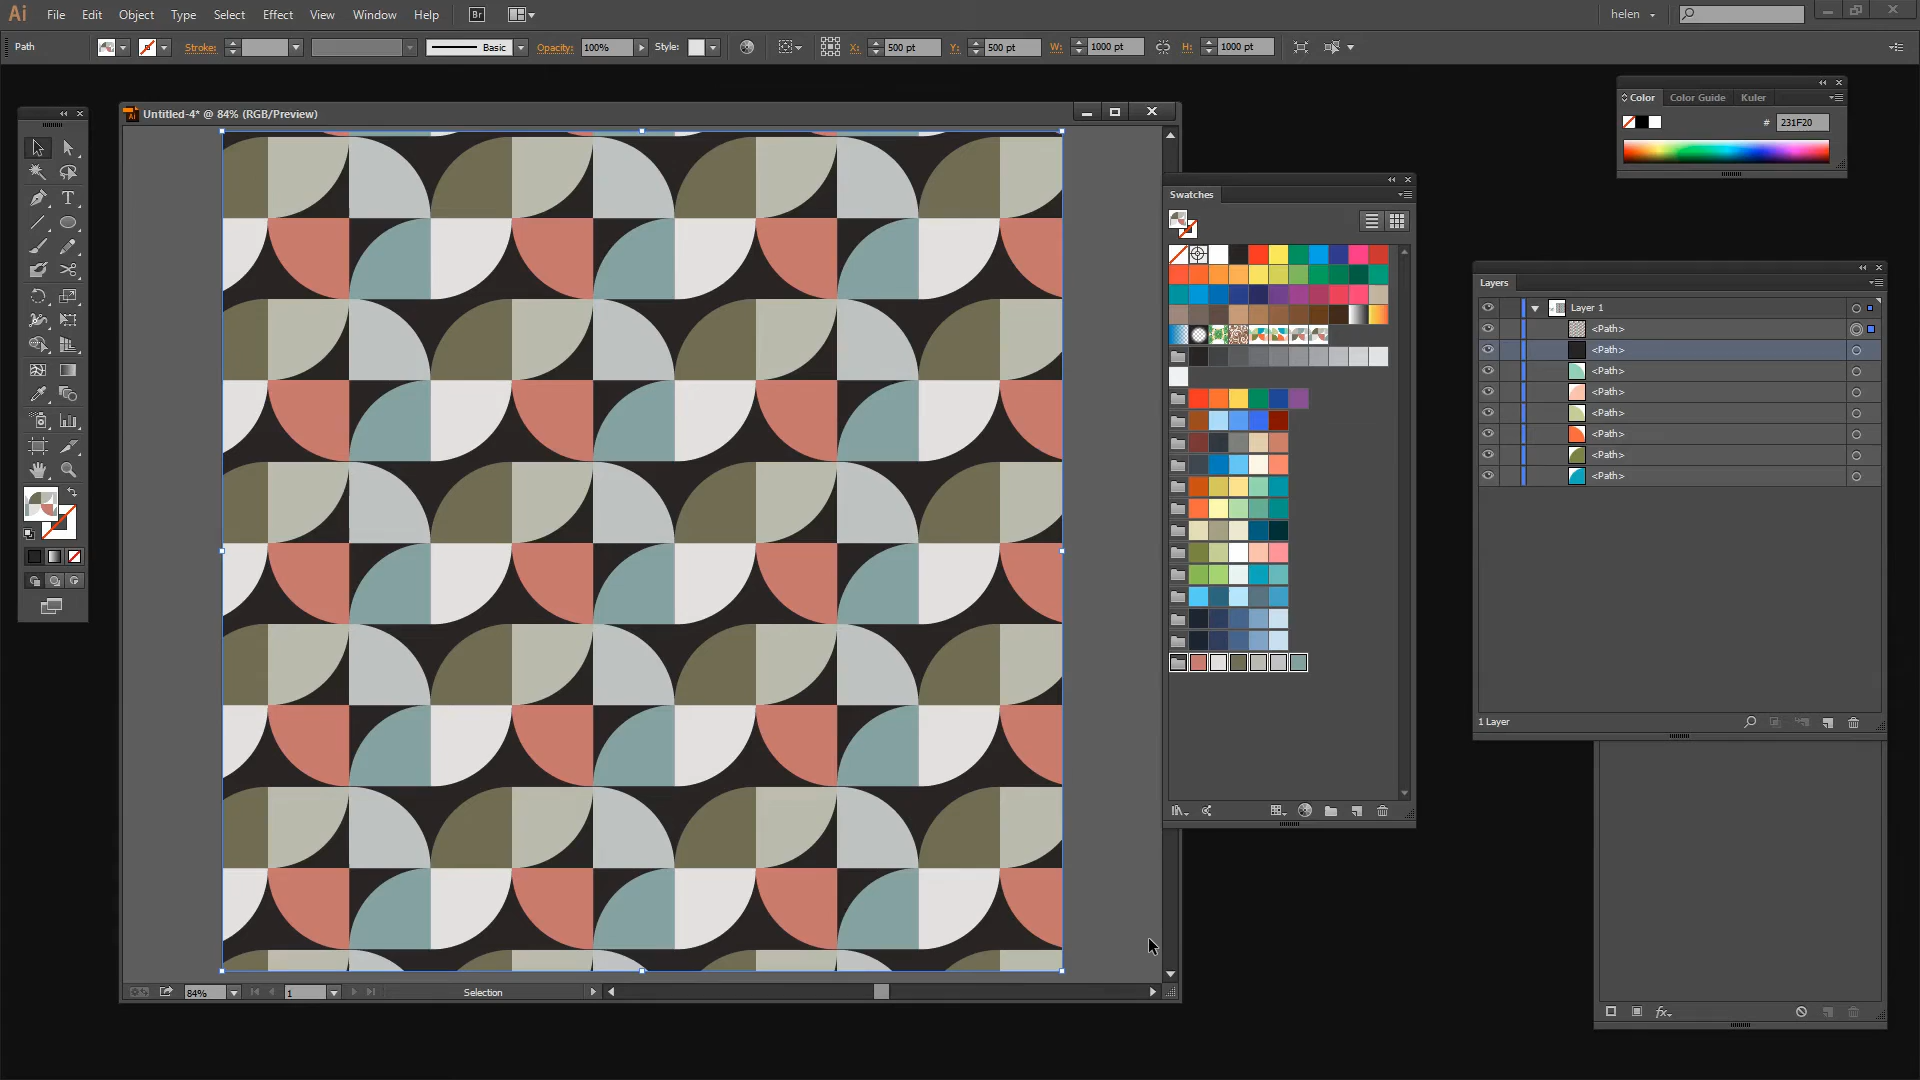 Ai File Edit Object Type Select Effect View Window Help Br helen
Path Stroke: Basic Opacity: 100% Style: X: 500 pt Y: 500 pt W: 1000 pt H: 1000 pt
Color Color Guide Kuler
# 231F20
Untitled-4* @ 84% (RGB/Preview)
Swatches
Layers
Layer 1
<Path>
<Path>
<Path>
<Path>
<Path>
<Path>
<Path>
<Path>
1 Layer
84% 1 Selection
fx